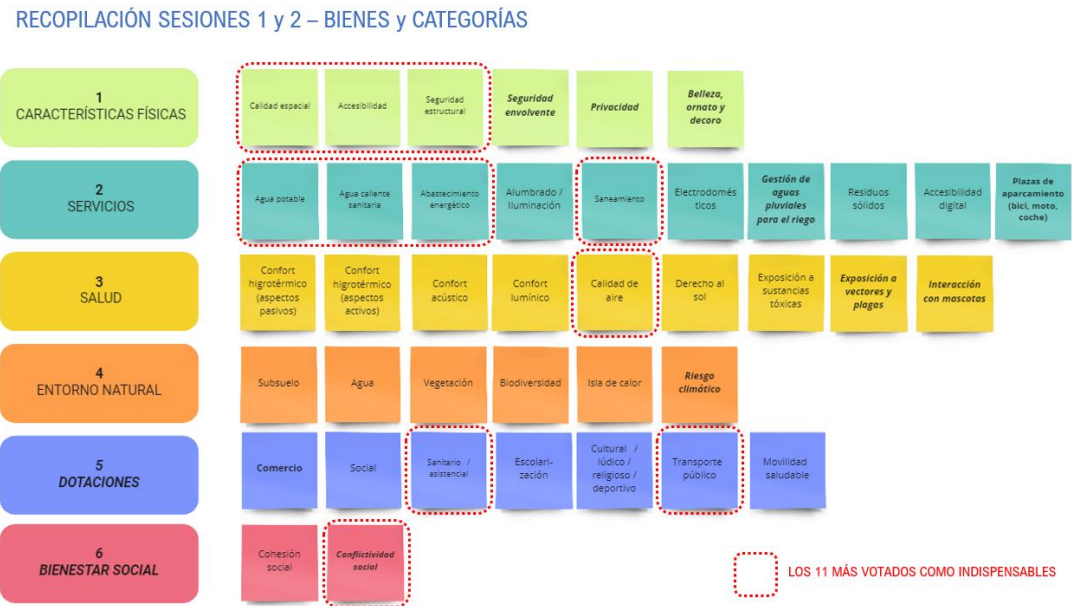 RECOPILACIÓN SESIONES 1 y 2 – BIENES y CATEGORÍAS
1
CARACTERÍSTICAS FÍSICAS
Calidad espacial
Accesibilidad
Seguridad
estructural
Seguridad
envolvente
Privacidad
Belleza,
ornato y
decoro
2
SERVICIOS
Agua potable
Agua caliente
sanitaria
Abastecimiento
energético
Alumbrado /
Iluminación
Saneamiento
Electrodomés
ticos
Gestión de
aguas
pluviales
para el riego
Residuos
sólidos
Accesibilidad
digital
Plazas de
aparcamiento
(bici, moto,
coche)
3
SALUD
Confort
higrotérmico
(aspectos
pasivos)
Confort
higrotérmico
(aspectos
activos)
Confort
acústico
Confort
lumínico
Calidad de
aire
Derecho al
sol
Exposición a
sustancias
tóxicas
Exposición a
vectores y
plagas
Interacción
con mascotas
4
ENTORNO NATURAL
Subsuelo
Agua
Vegetación
Biodiversidad
Isla de calor
Riesgo
climático
5
DOTACIONES
Comercio
Social
Sanitario /
asistencial
Escolari-
zación
Cultural /
lúdico /
religioso /
deportivo
Transporte
público
Movilidad
saludable
6
BIENESTAR SOCIAL
Cohesión
social
Conflictividad
social
LOS 11 MÁS VOTADOS COMO INDISPENSABLES